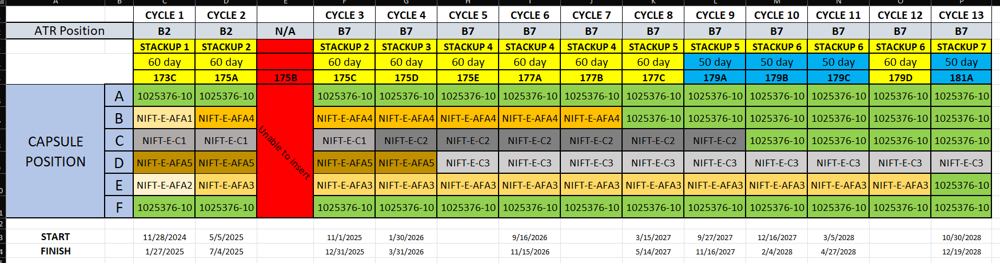 A B C D E F G H I J K L M N O P
CYCLE 1 CYCLE 2 CYCLE 3 CYCLE 4 CYCLE 5 CYCLE 6 CYCLE 7 CYCLE 8 CYCLE 9 CYCLE 10 CYCLE 11 CYCLE 12 CYCLE 13
ATR Position B2 B2 N/A B7 B7 B7 B7 B7 B7 B7 B7 B7 B7 B7
STACKUP 1 STACKUP 2 STACKUP 2 STACKUP 3 STACKUP 4 STACKUP 4 STACKUP 4 STACKUP 5 STACKUP 5 STACKUP 6 STACKUP 6 STACKUP 6 STACKUP 7
60 day 60 day 60 day 60 day 60 day 60 day 60 day 60 day 50 day 50 day 50 day 60 day 50 day
173C 175A 175B 175C 175D 175E 177A 177B 177C 179A 179B 179C 179D 181A
CAPSULE POSITION
A 1025376-10 1025376-10 1025376-10 1025376-10 1025376-10 1025376-10 1025376-10 1025376-10 1025376-10 1025376-10 1025376-10 1025376-10 1025376-10
B NIFT-E-AFA1 NIFT-E-AFA4 NIFT-E-AFA4 NIFT-E-AFA4 NIFT-E-AFA4 NIFT-E-AFA4 NIFT-E-AFA4 1025376-10 1025376-10 1025376-10 1025376-10 1025376-10 1025376-10
C NIFT-E-C1 NIFT-E-C1 NIFT-E-C1 NIFT-E-C2 NIFT-E-C2 NIFT-E-C2 NIFT-E-C2 NIFT-E-C2 NIFT-E-C2 1025376-10 1025376-10 1025376-10 1025376-10
D NIFT-E-AFA5 NIFT-E-AFA5 NIFT-E-AFA5 NIFT-E-AFA5 NIFT-E-C3 NIFT-E-C3 NIFT-E-C3 NIFT-E-C3 NIFT-E-C3 NIFT-E-C3 NIFT-E-C3 NIFT-E-C3 NIFT-E-C3
E NIFT-E-AFA2 NIFT-E-AFA3 NIFT-E-AFA3 NIFT-E-AFA3 NIFT-E-AFA3 NIFT-E-AFA3 NIFT-E-AFA3 NIFT-E-AFA3 NIFT-E-AFA3 NIFT-E-AFA3 NIFT-E-AFA3 NIFT-E-AFA3 1025376-10
F 1025376-10 1025376-10 1025376-10 1025376-10 1025376-10 1025376-10 1025376-10 1025376-10 1025376-10 1025376-10 1025376-10 1025376-10 1025376-10
Unable to insert
START 11/28/2024 5/5/2025 11/1/2025 1/30/2026 9/16/2026 3/15/2027 9/27/2027 12/16/2027 3/5/2028 10/30/2028
FINISH 1/27/2025 7/4/2025 12/31/2025 3/31/2026 11/15/2026 5/14/2027 11/16/2027 2/4/2028 4/27/2028 12/19/2028